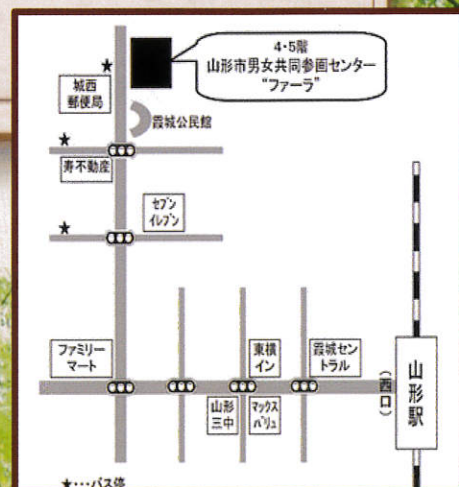 4・5階
山形市男女共同参画センター
“ファーラ”
城西
郵便局
霞城公民館
寿不動産
セブン
イレブン
ファミリー
マート
東横
イン
霞城セン
トラル
山形
三中
マックス
バリュ
（西口）
山形駅
★･･･バス停